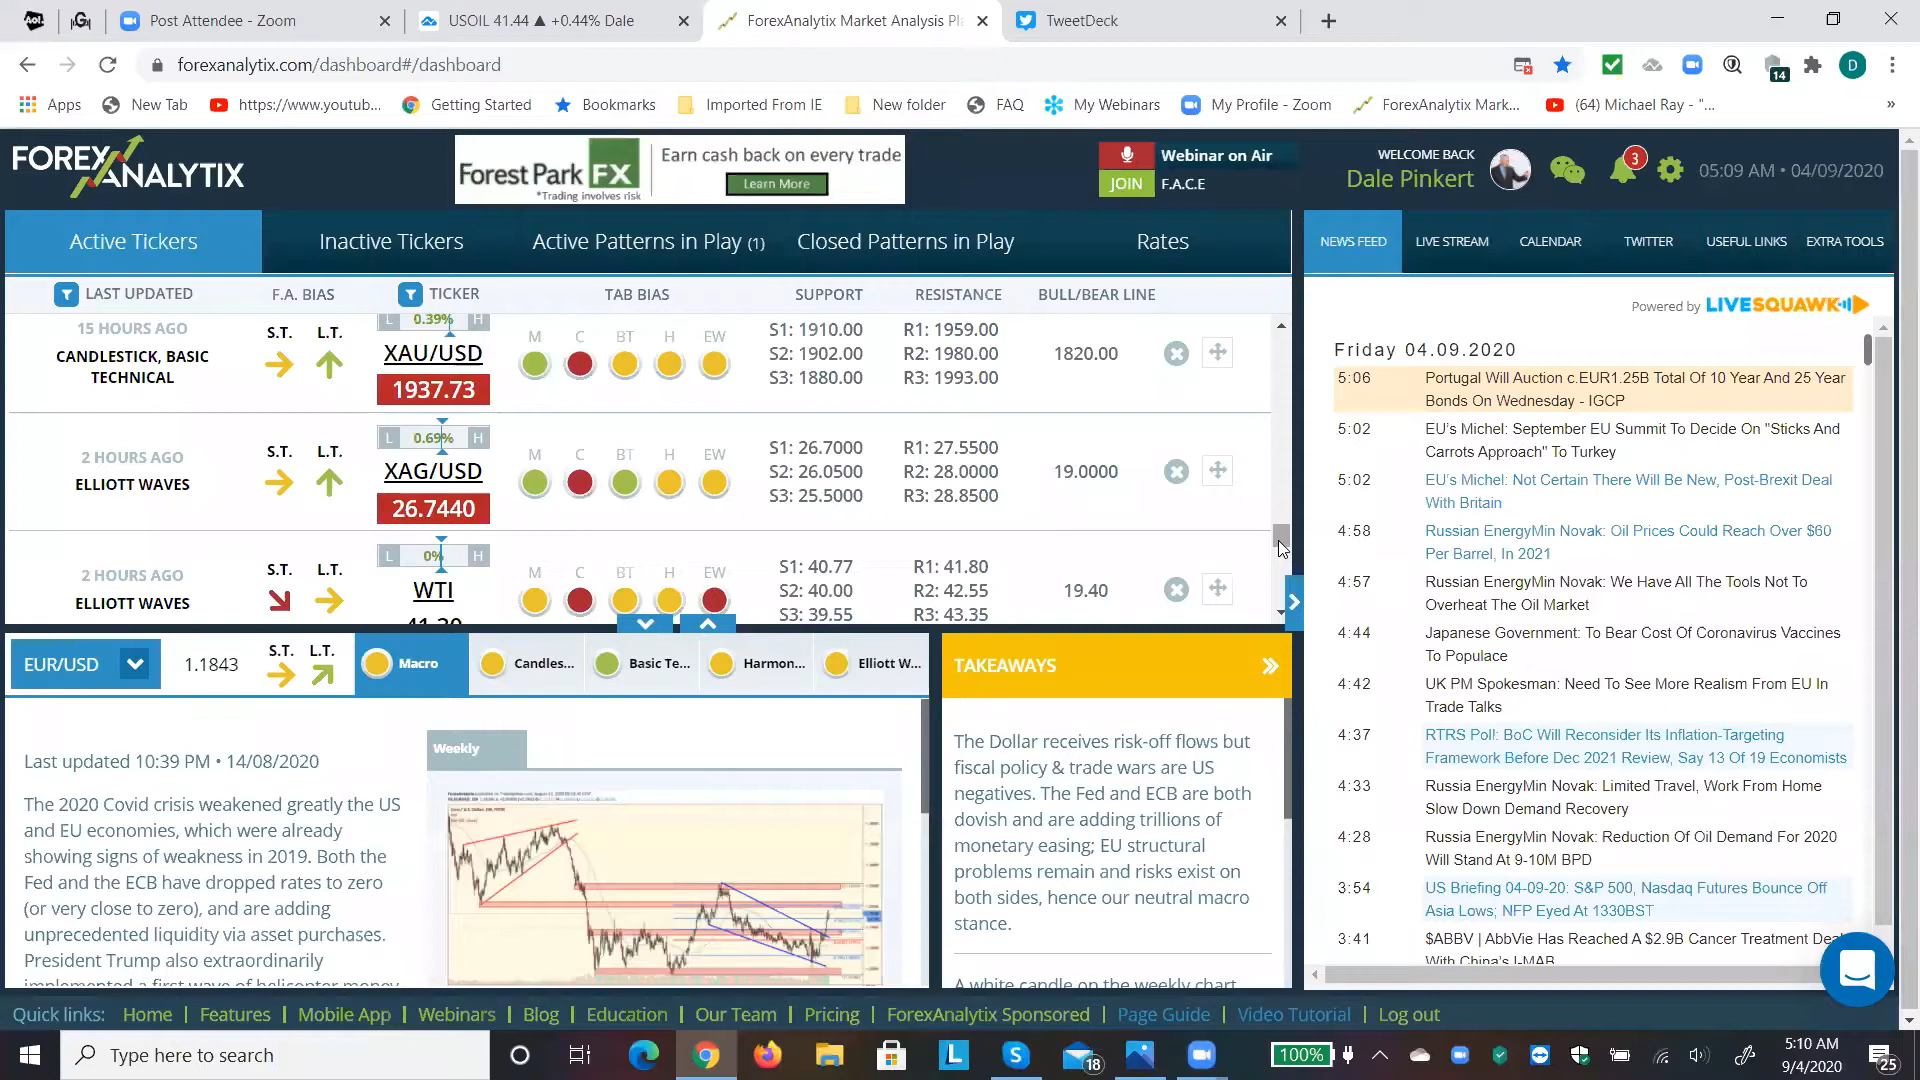 Aol.
Post Attendee - Zoom
USOIL 41.44 ▲ +0.44% Dale
ForexAnalytix Market Analysis Pl
TweetDeck
forexanalytix.com/dashboard#/dashboard
14
D
Apps
New Tab
https://www.youtub...
Getting Started
Bookmarks
Imported From IE
New folder
FAQ
My Webinars
My Profile - Zoom
ForexAnalytix Mark...
(64) Michael Ray - "...
»
FOREX
ANALYTIX
Forest Park FX
*Trading involves risk
Earn cash back on every trade
Learn More
Webinar on Air
JOIN
F.A.C.E
WELCOME BACK
Dale Pinkert
3
05:09 AM • 04/09/2020
Active Tickers
Inactive Tickers
Active Patterns in Play (1)
Closed Patterns in Play
Rates
NEWS FEED
LIVE STREAM
CALENDAR
TWITTER
USEFUL LINKS
EXTRA TOOLS
LAST UPDATED
F.A. BIAS
TICKER
TAB BIAS
SUPPORT
RESISTANCE
BULL/BEAR LINE
15 HOURS AGO
CANDLESTICK, BASIC
TECHNICAL
S.T. L.T.
L 0.39% H
XAU/USD
1937.73
M C BT H EW
S1: 1910.00
S2: 1902.00
S3: 1880.00
R1: 1959.00
R2: 1980.00
R3: 1993.00
1820.00
2 HOURS AGO
ELLIOTT WAVES
S.T. L.T.
L 0.69% H
XAG/USD
26.7440
M C BT H EW
S1: 26.7000
S2: 26.0500
S3: 25.5000
R1: 27.5500
R2: 28.0000
R3: 28.8500
19.0000
2 HOURS AGO
ELLIOTT WAVES
S.T. L.T.
L 0% H
WTI
M C BT H EW
S1: 40.77
S2: 40.00
S3: 39.55
R1: 41.80
R2: 42.55
R3: 43.35
19.40
EUR/USD
1.1843
S.T. L.T.
Macro
Candles...
Basic Te...
Harmon...
Elliott W...
Last updated 10:39 PM • 14/08/2020
The 2020 Covid crisis weakened greatly the US
and EU economies, which were already
showing signs of weakness in 2019. Both the
Fed and the ECB have dropped rates to zero
(or very close to zero), and are adding
unprecedented liquidity via asset purchases.
President Trump also extraordinarily
implemented a first wave of helicopter money
Weekly
TAKEAWAYS
The Dollar receives risk-off flows but
fiscal policy & trade wars are US
negatives. The Fed and ECB are both
dovish and are adding trillions of
monetary easing; EU structural
problems remain and risks exist on
both sides, hence our neutral macro
stance.
A white candle on the weekly chart
Powered by LIVESQUAWK
Friday 04.09.2020
5:06 Portugal Will Auction c.EUR1.25B Total Of 10 Year And 25 Year
Bonds On Wednesday - IGCP
5:02 EU's Michel: September EU Summit To Decide On "Sticks And
Carrots Approach" To Turkey
5:02 EU's Michel: Not Certain There Will Be New, Post-Brexit Deal
With Britain
4:58 Russian EnergyMin Novak: Oil Prices Could Reach Over $60
Per Barrel, In 2021
4:57 Russian EnergyMin Novak: We Have All The Tools Not To
Overheat The Oil Market
4:44 Japanese Government: To Bear Cost Of Coronavirus Vaccines
To Populace
4:42 UK PM Spokesman: Need To See More Realism From EU In
Trade Talks
4:37 RTRS Poll: BoC Will Reconsider Its Inflation-Targeting
Framework Before Dec 2021 Review, Say 13 Of 19 Economists
4:33 Russia EnergyMin Novak: Limited Travel, Work From Home
Slow Down Demand Recovery
4:28 Russia EnergyMin Novak: Reduction Of Oil Demand For 2020
Will Stand At 9-10M BPD
3:54 US Briefing 04-09-20: S&P 500, Nasdaq Futures Bounce Off
Asia Lows; NFP Eyed At 1330BST
3:41 $ABBV | AbbVie Has Reached A $2.9B Cancer Treatment Deal
With China's I-MAB
Quick links: Home | Features | Mobile App | Webinars | Blog | Education | Our Team | Pricing | ForexAnalytix Sponsored | Page Guide | Video Tutorial | Log out
Type here to search
L
S
18
100%
5:10 AM
9/4/2020
25